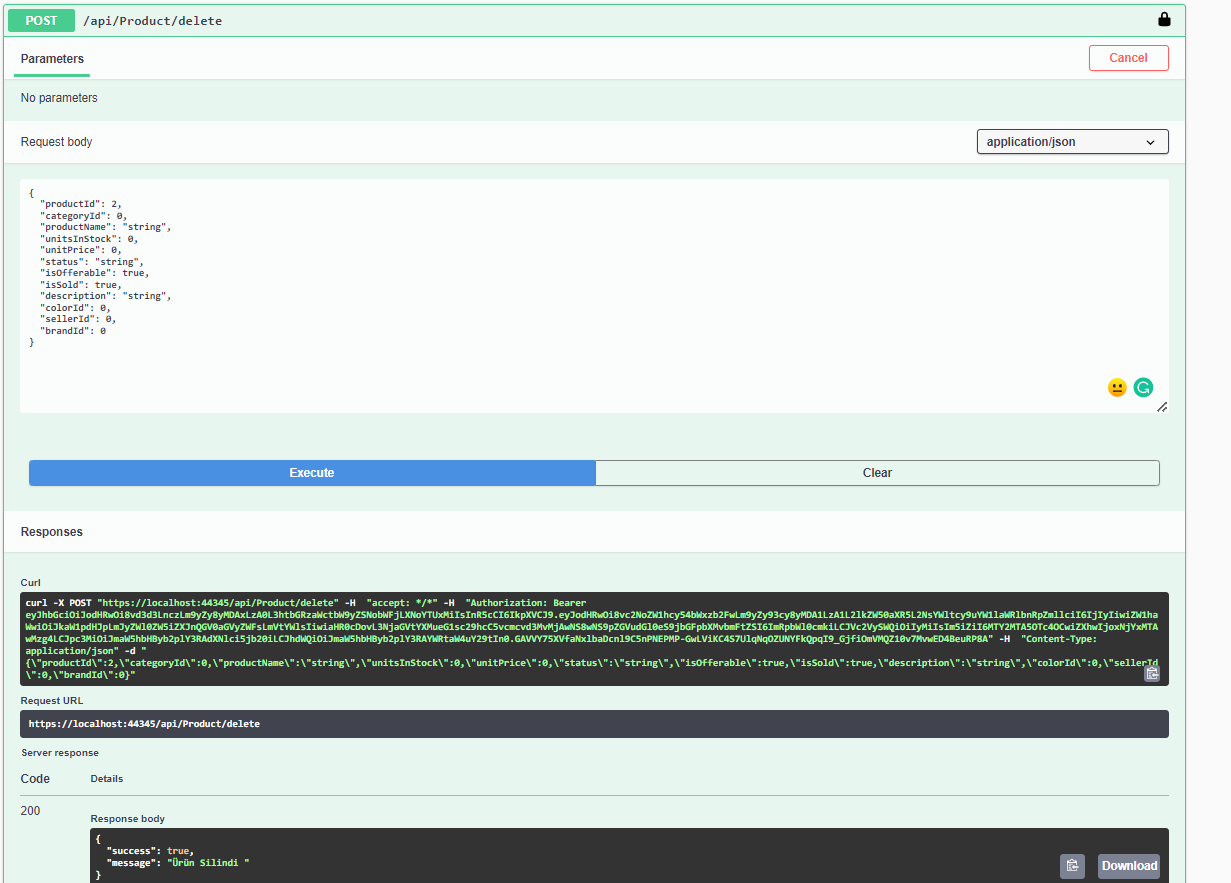 POST /api/Product/delete
Parameters
Cancel
No parameters
Request body
application/json
{
"productId": 2,
"categoryId": 0,
"productName": "string",
"unitsInStock": 0,
"unitPrice": 0,
"status": "string",
"isOfferable": true,
"isSold": true,
"description": "string",
"colorId": 0,
"sellerId": 0,
"brandId": 0
}
Execute
Clear
Responses
Curl
curl -X POST "https://localhost:44345/api/Product/delete" -H "accept: */*" -H "Authorization: Bearer
-H "Content-Type:
application/json" -d "
{\"productId\":2,\"categoryId\":0,\"productName\":\"string\",\"unitsInStock\":0,\"unitPrice\":0,\"status\":\"string\",\"isOfferable\":true,\"isSold\":true,\"description\":\"string\",\"colorId\":0,\"sellerId
\":0,\"brandId\":0}"
Request URL
https://localhost:44345/api/Product/delete
Server response
Code
Details
200
Response body
{
"success": true,
"message": "Ürün Silindi "
}
Download